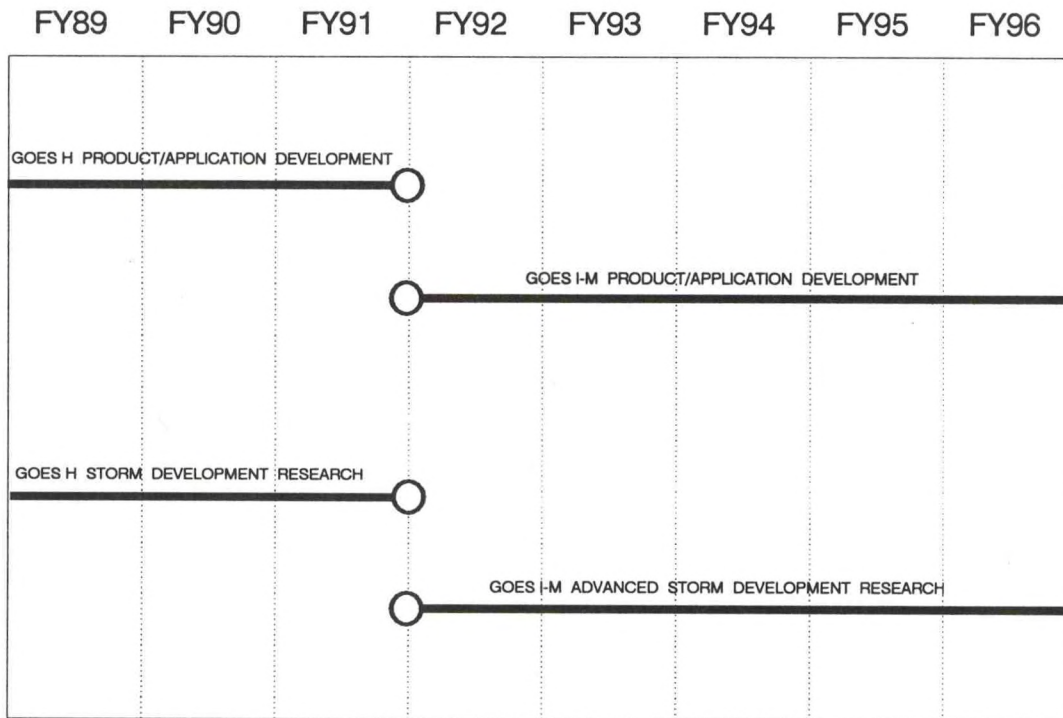 FY89 FY90 FY91 FY92 FY93 FY94 FY95 FY96
GOES H PRODUCT/APPLICATION DEVELOPMENT
GOES I-M PRODUCT/APPLICATION DEVELOPMENT
GOES H STORM DEVELOPMENT RESEARCH
GOES I-M ADVANCED STORM DEVELOPMENT RESEARCH